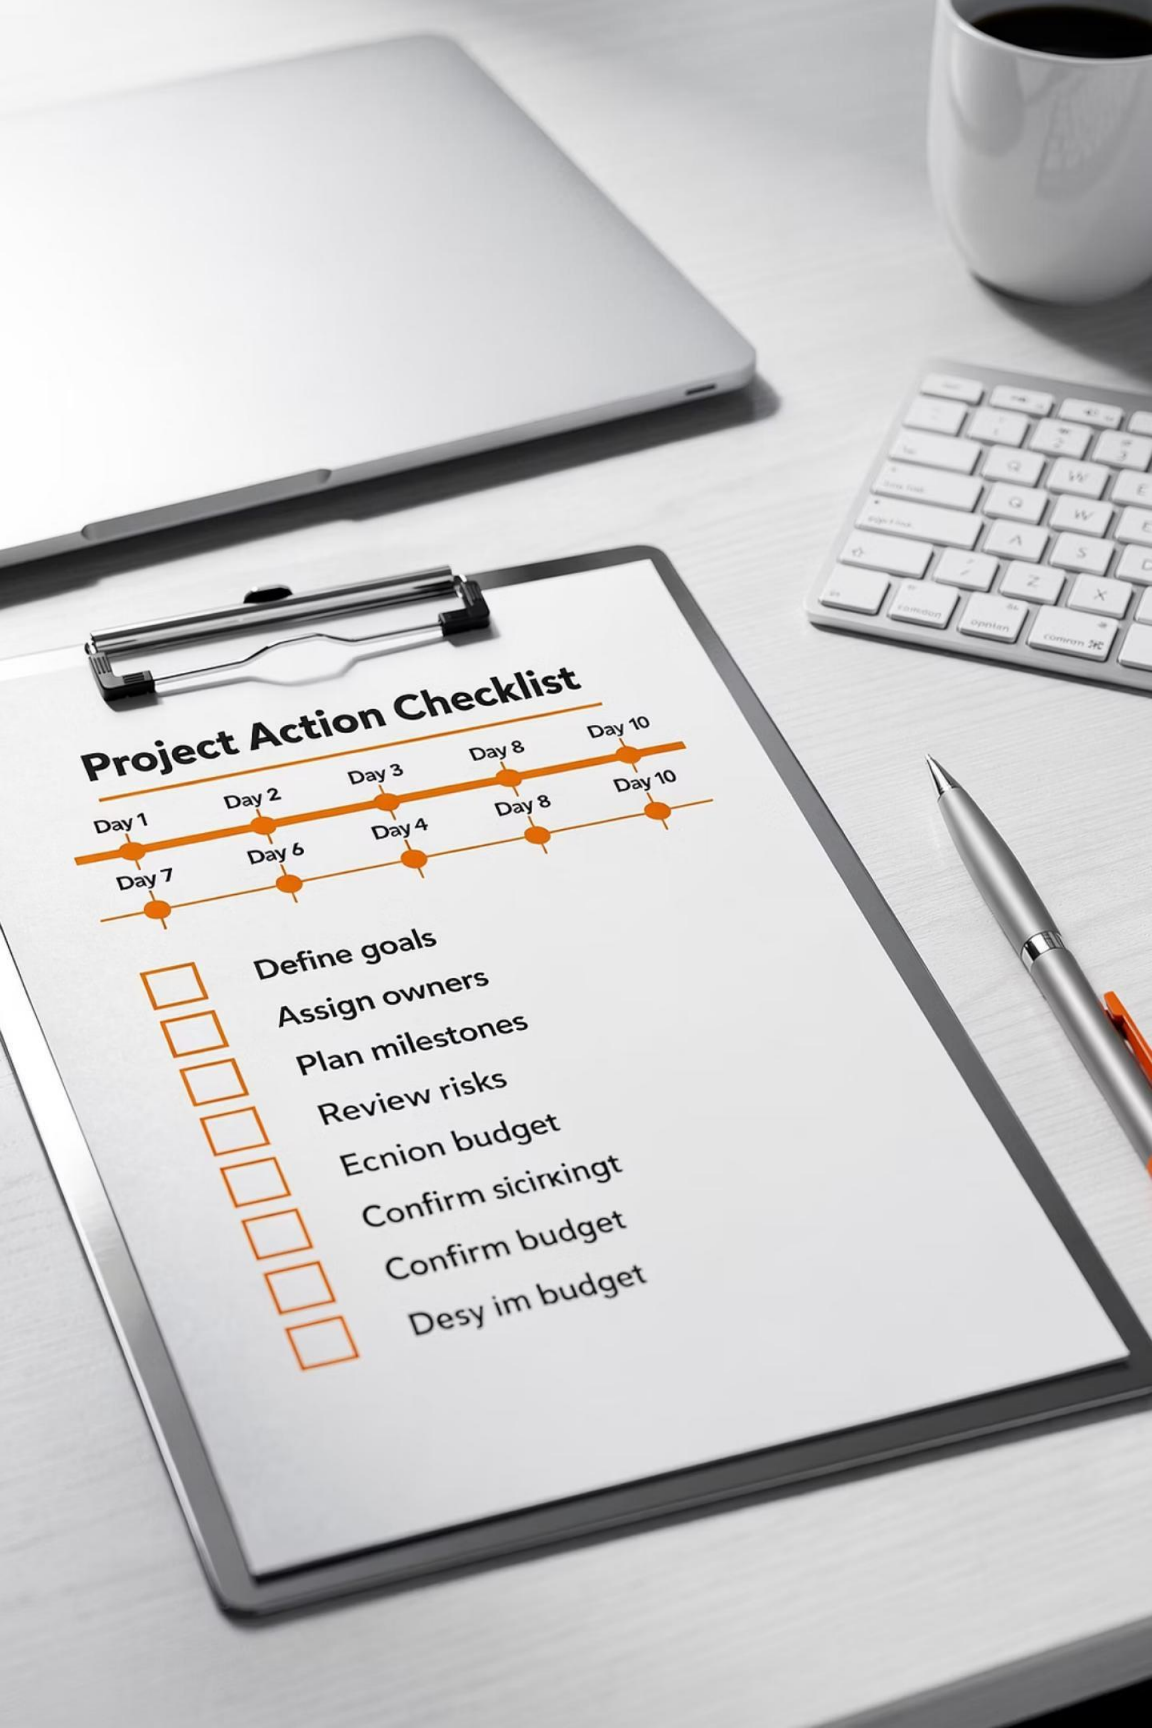 Project Action Checklist
Day 1 Day 2 Day 3 Day 8 Day 10
Day 7 Day 6 Day 4 Day 8 Day 10
Define goals
Assign owners
Plan milestones
Review risks
Ecnion budget
Confirm sicirkingt
Confirm budget
Desy im budget
Q W E
Q W E
A S D
Z X